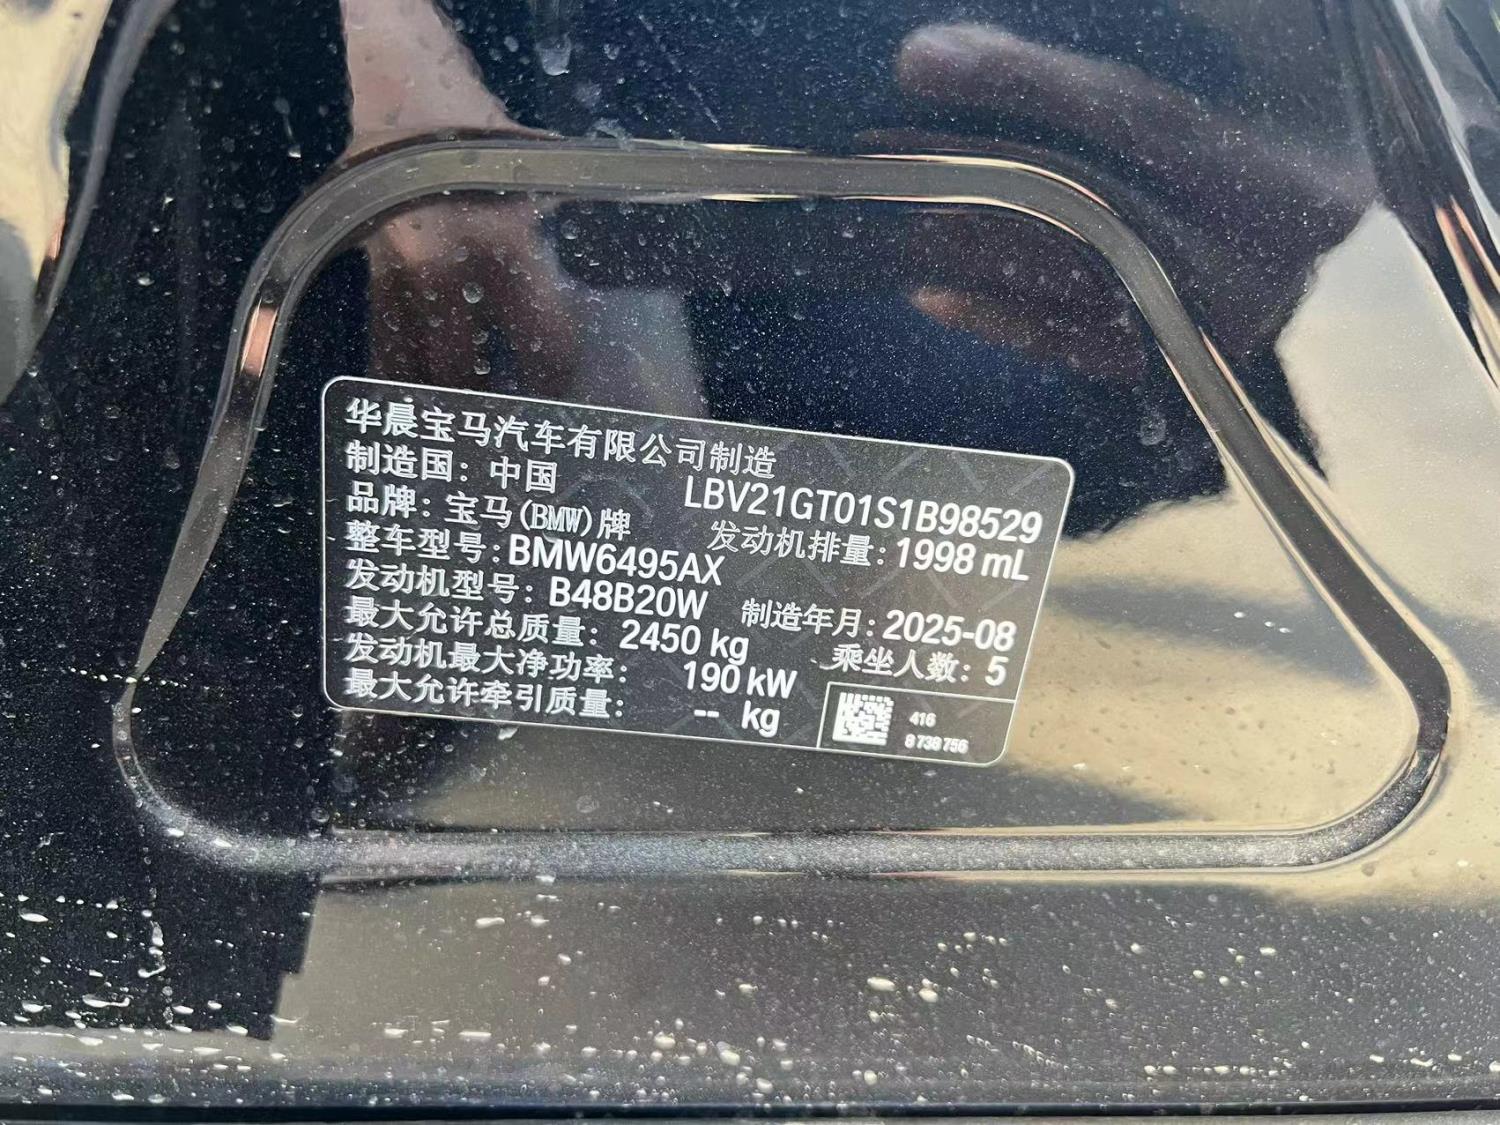 华晨宝马汽车有限公司制造
制造国：中国
LBV21GT01S1B98529
品牌：宝马(BMW)牌
发动机排量：1998 mL
整车型号：BMW6495AX
发动机型号：B48B20W
制造年月：2025-08
最大允许总质量：2450 kg
乘坐人数：5
发动机最大净功率：190 kW
最大允许牵引质量：-- kg
416
8 738 756